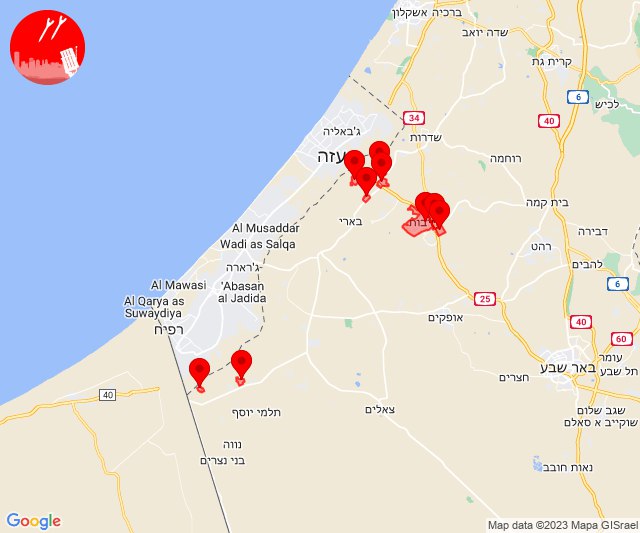 ברכיה
אשקלון
שדה יואב
קרית גת
6
לכיש
40
34
ג'באליה
שדרות
עזה
רוחמה
בית קמה
בארי
רהט
דבירה
Al Musaddar
Wadi as Salqa
ג'רארה
להבים
6
'Abasan
al Jadida
Al Mawasi
Al Qarya as
Suwaydiya
25
רפיח
אופקים
40
60
עומר
תל שבע
באר שבע
חצרים
40
תלמי יוסף
צאלים
שגב שלום
שוקייב א סאלם
נווה
בני נצרים
נאות חובב
Google
Map data ©2023 Mapa GISrael